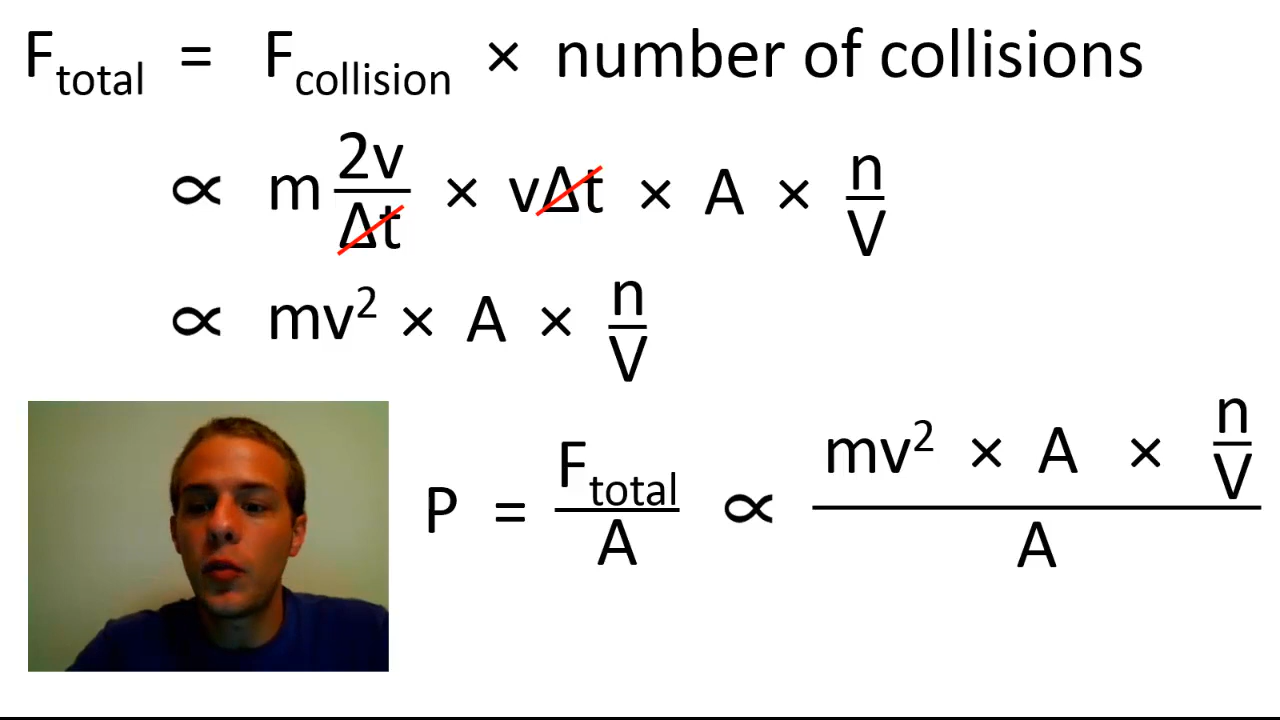 F_total = F_collision × number of collisions
∝ m 2v/Δt × vΔt × A × n/V
∝ mv² × A × n/V
P = F_total/A ∝ (mv² × A × n/V)/A